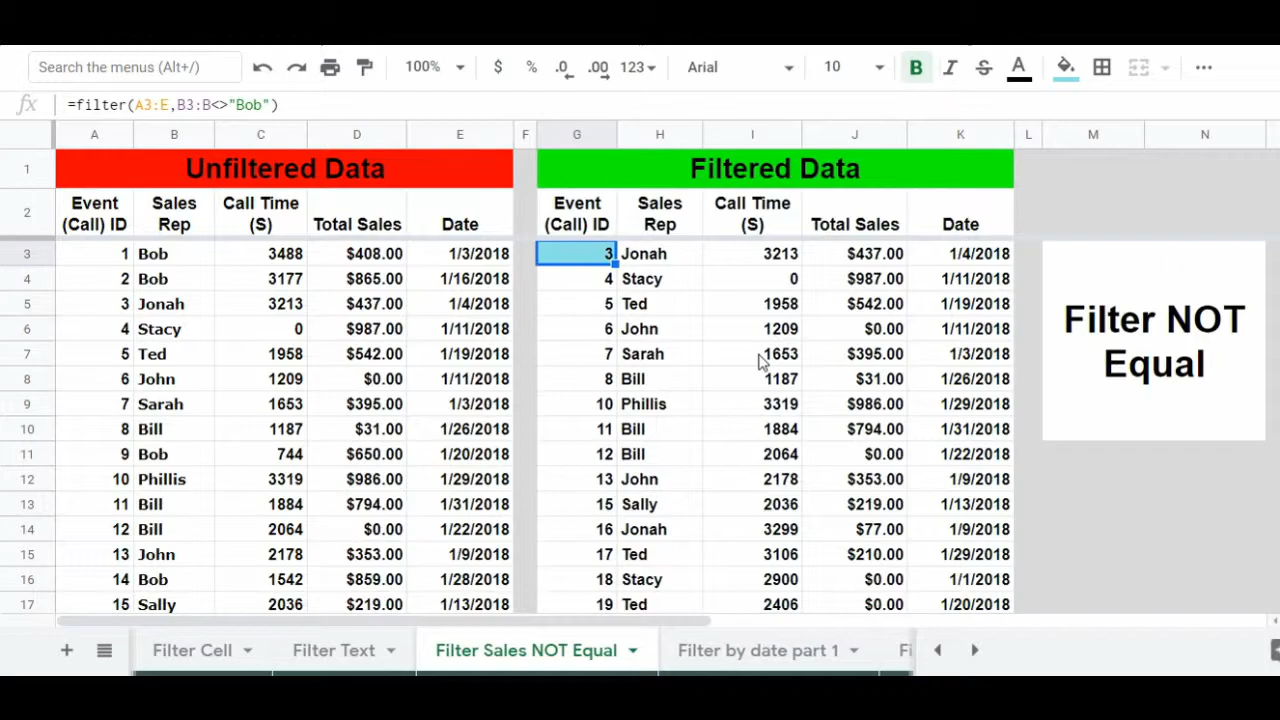 Search the menus (Alt+/)
100%
$
%
.0
.00
123
Arial
10
B
I
S
A
fx
=filter(A3:E,B3:B<>"Bob")
A B C D E F G H I J K L M N
1 Unfiltered Data Filtered Data
2 Event (Call) ID Sales Rep Call Time (S) Total Sales Date Event (Call) ID Sales Rep Call Time (S) Total Sales Date
3 1 Bob 3488 $408.00 1/3/2018 3 Jonah 3213 $437.00 1/4/2018
4 2 Bob 3177 $865.00 1/16/2018 4 Stacy 0 $987.00 1/11/2018
5 3 Jonah 3213 $437.00 1/4/2018 5 Ted 1958 $542.00 1/19/2018
6 4 Stacy 0 $987.00 1/11/2018 6 John 1209 $0.00 1/11/2018
7 5 Ted 1958 $542.00 1/19/2018 7 Sarah 1653 $395.00 1/3/2018
8 6 John 1209 $0.00 1/11/2018 8 Bill 1187 $31.00 1/26/2018
9 7 Sarah 1653 $395.00 1/3/2018 10 Phillis 3319 $986.00 1/29/2018
10 8 Bill 1187 $31.00 1/26/2018 11 Bill 1884 $794.00 1/31/2018
11 9 Bob 744 $650.00 1/20/2018 12 Bill 2064 $0.00 1/22/2018
12 10 Phillis 3319 $986.00 1/29/2018 13 John 2178 $353.00 1/9/2018
13 11 Bill 1884 $794.00 1/31/2018 15 Sally 2036 $219.00 1/13/2018
14 12 Bill 2064 $0.00 1/22/2018 16 Jonah 3299 $77.00 1/9/2018
15 13 John 2178 $353.00 1/9/2018 17 Ted 3106 $210.00 1/29/2018
16 14 Bob 1542 $859.00 1/28/2018 18 Stacy 2900 $0.00 1/1/2018
17 15 Sally 2036 $219.00 1/13/2018 19 Ted 2406 $0.00 1/20/2018
Filter NOT
Equal
Filter Cell
Filter Text
Filter Sales NOT Equal
Filter by date part 1
Fi